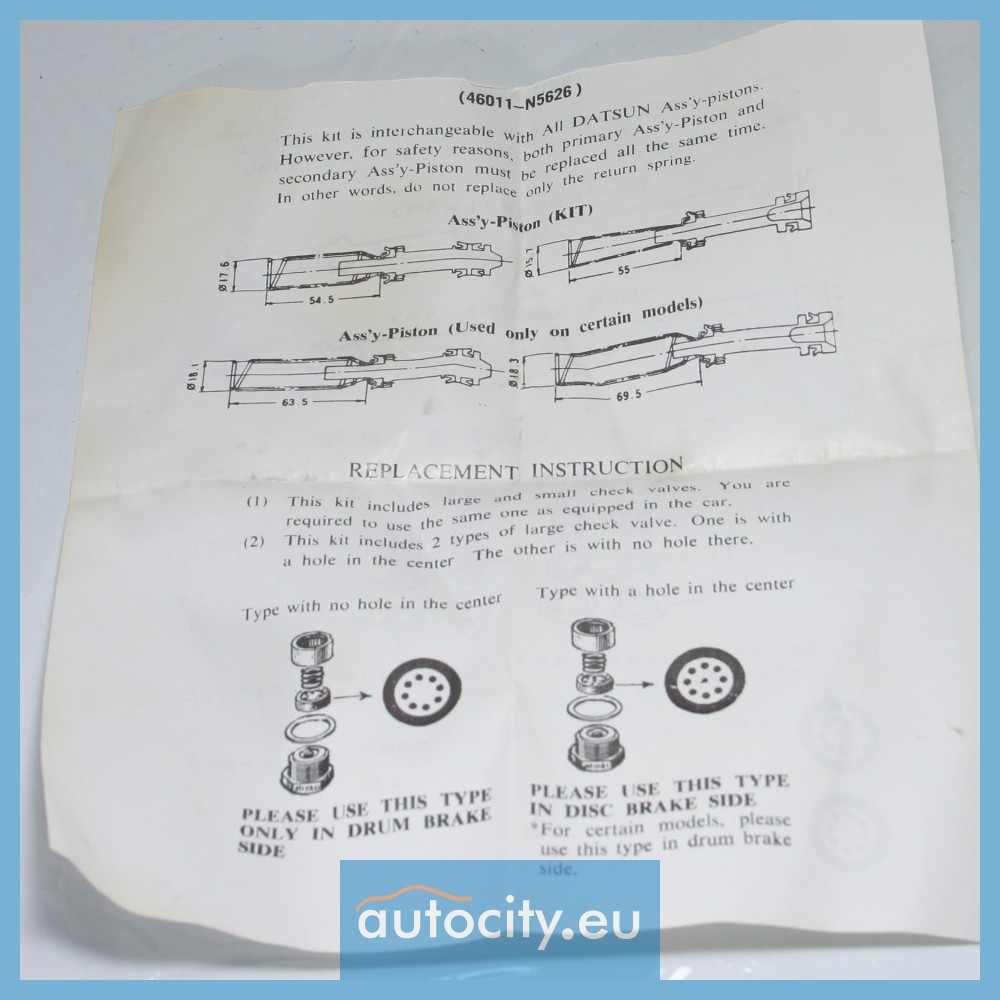 (46011-N5626)
This kit is interchangeable with All DATSUN Ass'y-pistons.
However, for safety reasons, both primary Ass'y-Piston and
secondary Ass'y-Piston must be replaced all the same time.
In other words, do not replace only the return spring.
Ass'y-Piston (KIT)
Ø17.6
54.5
55
Ass'y-Piston (Used only on certain models)
Ø18.1
63.5
Ø18.3
69.5
REPLACEMENT INSTRUCTION
(1) This kit includes large and small check valves. You are
required to use the same one as equipped in the car.
(2) This kit includes 2 types of large check valve. One is with
a hole in the center The other is with no hole there.
Type with no hole in the center
Type with a hole in the center
PLEASE USE THIS TYPE
ONLY IN DRUM BRAKE
SIDE
PLEASE USE THIS TYPE
IN DISC BRAKE SIDE
*For certain models, please
use this type in drum brake
side.
autocity.eu